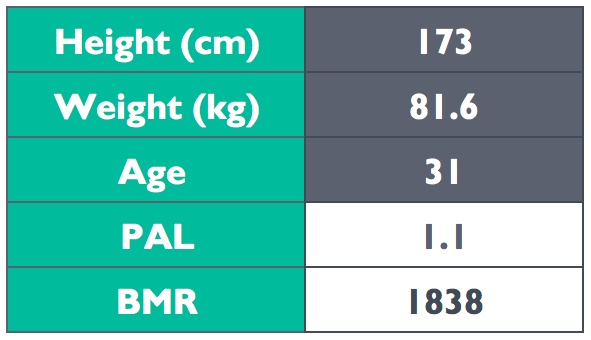 Height (cm) 173
Weight (kg) 81.6
Age 31
PAL 1.1
BMR 1838